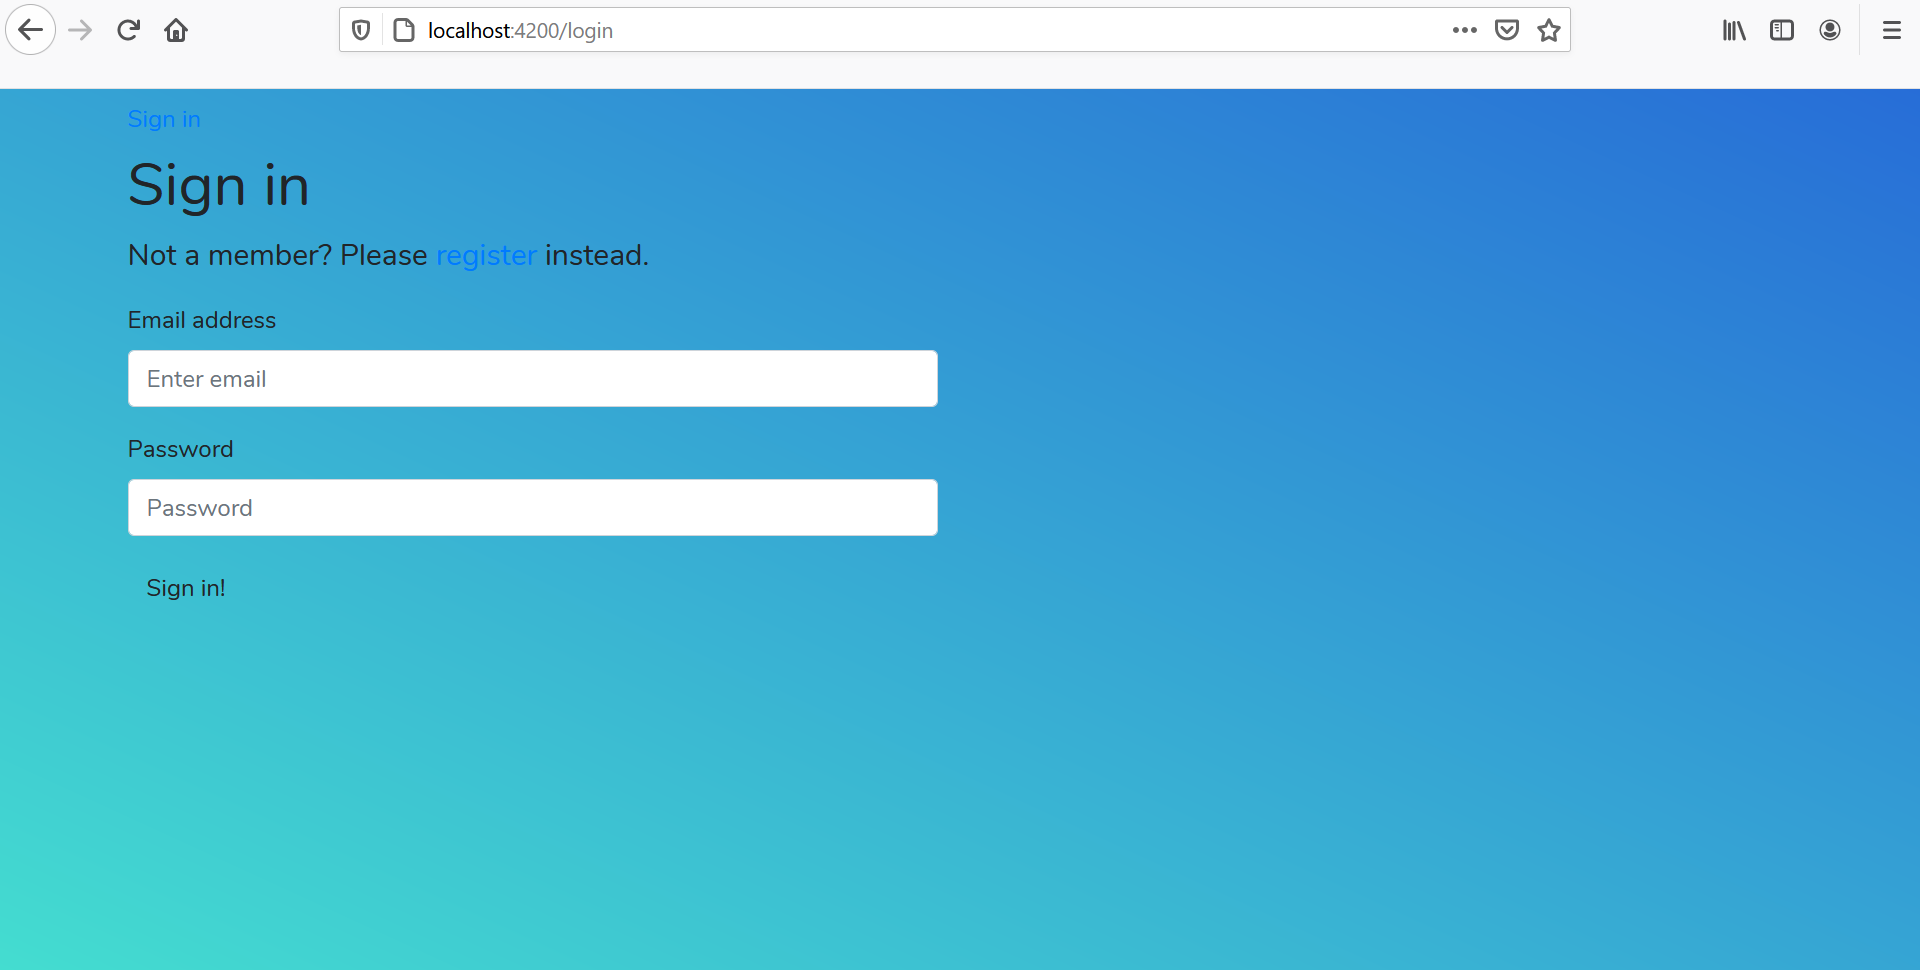 localhost:4200/login
Sign in
Sign in
Not a member? Please register instead.
Email address
Enter email
Password
Password
Sign in!